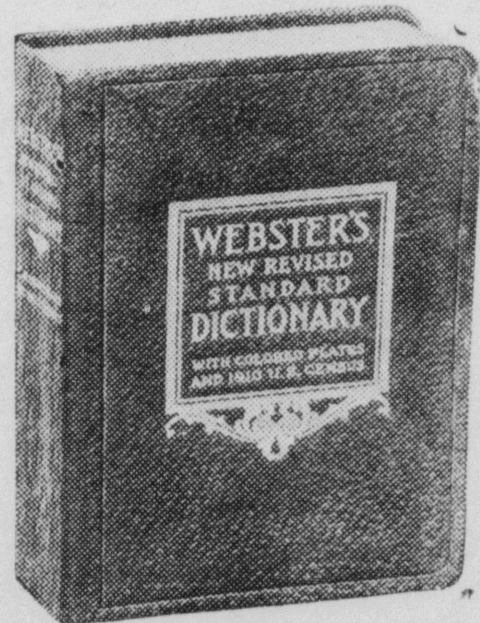 WEBSTER'S
NEW REVISED
STANDARD
DICTIONARY
WITH COLORED PLATES
AND 1910 U. S. CENSUS